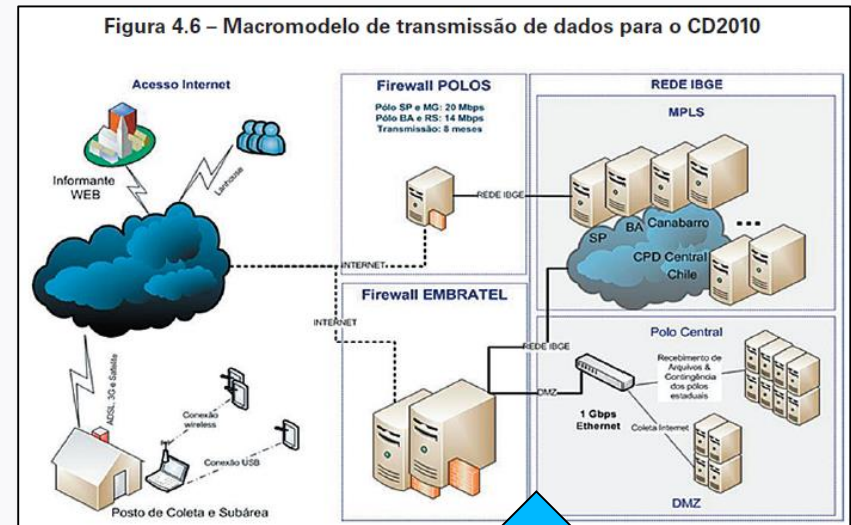 Figura 4.6 – Macromodelo de transmissão de dados para o CD2010
Acesso Internet
Informante
WEB
Lanhouse
ADSL, 3G e Satélite
Conexão
wireless
Conexão USB
Posto de Coleta e Subárea
Firewall POLOS
Pólo SP e MG: 20 Mbps
Pólo BA e RS: 14 Mbps
Transmissão: 8 meses
REDE IBGE
INTERNET
Firewall EMBRATEL
INTERNET
REDE IBGE
DMZ
REDE IBGE
MPLS
SP
BA
Canabarro
...
CPD Central
Chile
Polo Central
Recebimento de
Arquivos &
Contingência
dos pólos
estaduais
1 Gbps
Ethernet
Coleta Internet
DMZ